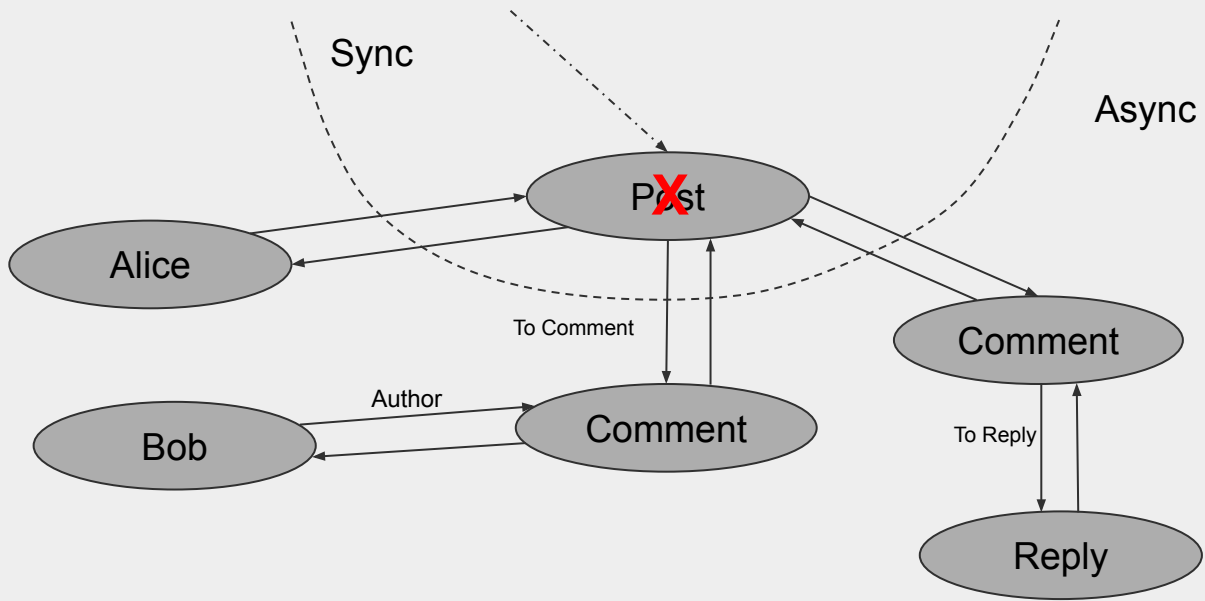 Sync
Async
Post
X
Alice
To Comment
Comment
Author
Comment
Bob
To Reply
Reply